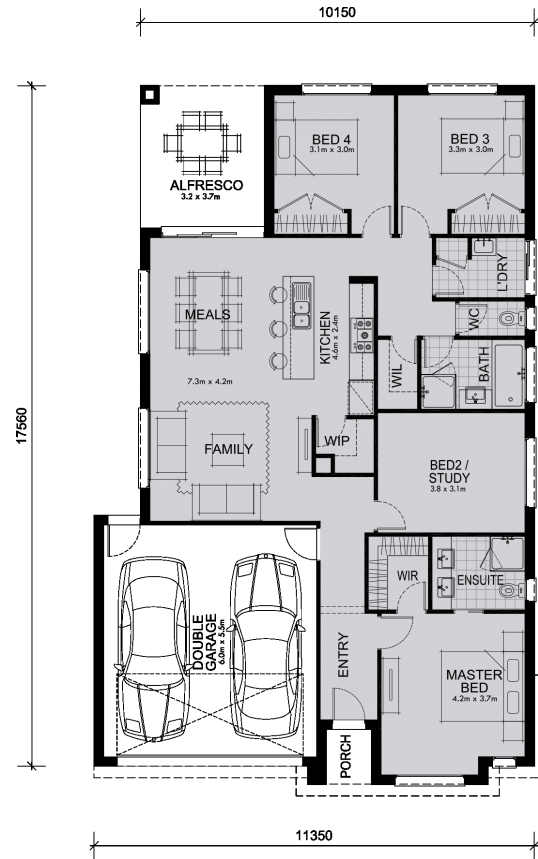 10150
17560
BED 4
3.1m x 3.0m
BED 3
3.3m x 3.0m
ALFRESCO
3.2 x 3.7m
L'DRY
WC
MEALS
KITCHEN
4.6m x 2.4m
WIL
BATH
7.3m x 4.2m
FAMILY
WIP
BED2 /
STUDY
3.8 x 3.1m
WIR
ENSUITE
DOUBLE
GARAGE
6.0m x 5.5m
ENTRY
MASTER
BED
4.2m x 3.7m
PORCH
11350